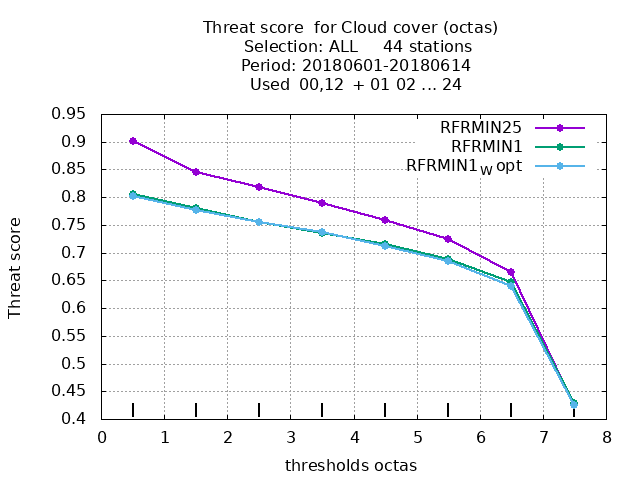 Threat score  for Cloud cover (octas)
Selection: ALL     44 stations
Period: 20180601-20180614
Used  00,12  + 01 02 ... 24
RFRMIN25
RFRMIN1
RFRMIN1W opt
Threat score
0.95
0.9
0.85
0.8
0.75
0.7
0.65
0.6
0.55
0.5
0.45
0.4
0 1 2 3 4 5 6 7 8
thresholds octas